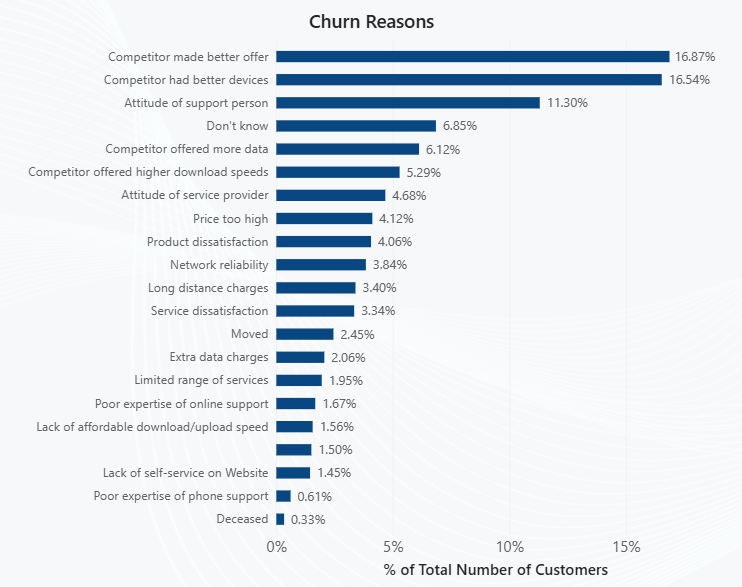 Churn Reasons
Competitor made better offer 16.87%
Competitor had better devices 16.54%
Attitude of support person 11.30%
Don't know 6.85%
Competitor offered more data 6.12%
Competitor offered higher download speeds 5.29%
Attitude of service provider 4.68%
Price too high 4.12%
Product dissatisfaction 4.06%
Network reliability 3.84%
Long distance charges 3.40%
Service dissatisfaction 3.34%
Moved 2.45%
Extra data charges 2.06%
Limited range of services 1.95%
Poor expertise of online support 1.67%
Lack of affordable download/upload speed 1.56%
1.50%
Lack of self-service on Website 1.45%
Poor expertise of phone support 0.61%
Deceased 0.33%
0% 5% 10% 15%
% of Total Number of Customers